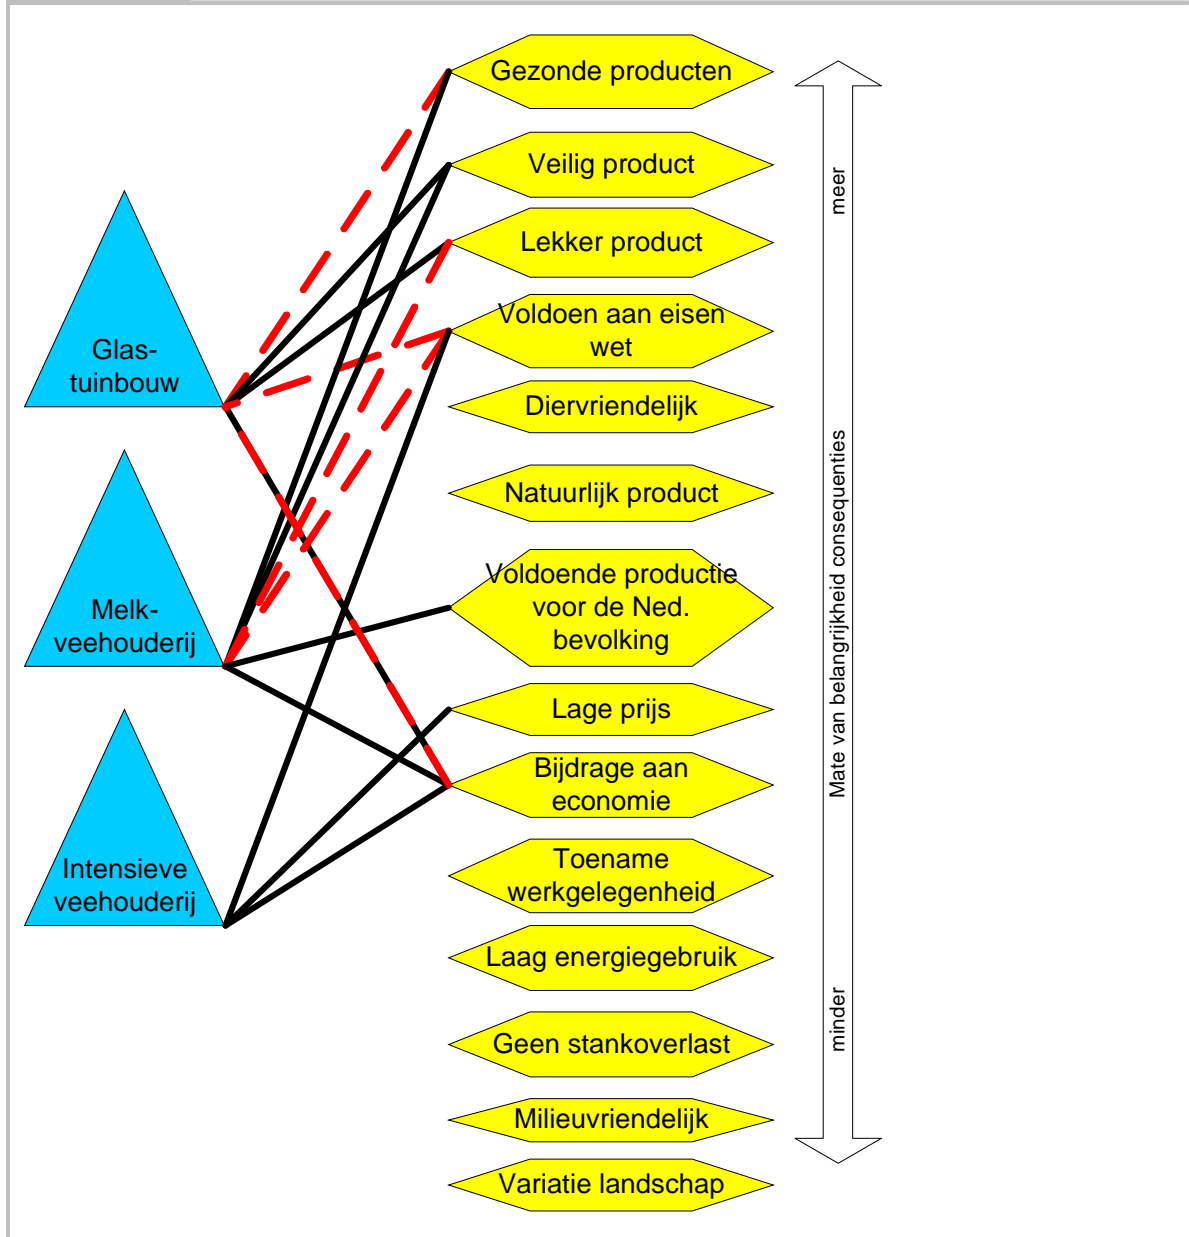 Glas-
tuinbouw
Melk-
veehouderij
Intensieve
veehouderij
Gezonde producten
Veilig product
Lekker product
Voldoen aan eisen
wet
Diervriendelijk
Natuurlijk product
Voldoende productie
voor de Ned.
bevolking
Lage prijs
Bijdrage aan
economie
Toename
werkgelegenheid
Laag energiegebruik
Geen stankoverlast
Milieuvriendelijk
Variatie landschap
meer
Mate van belangrijkheid consequenties
minder